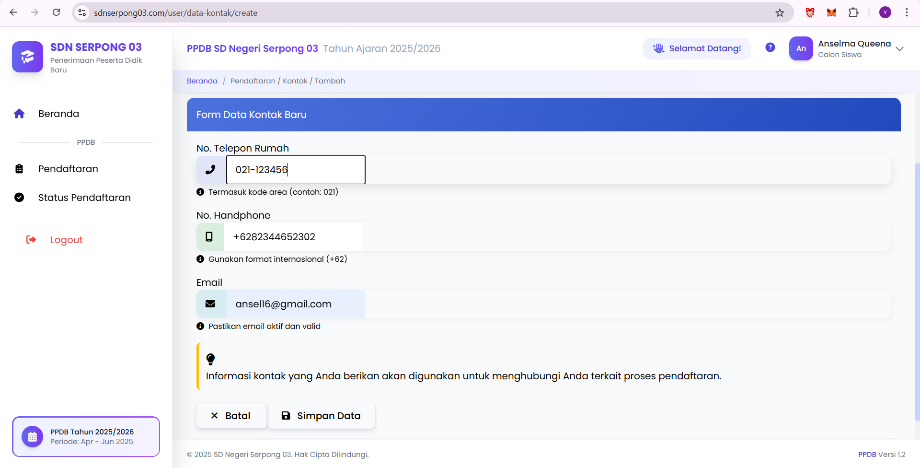 sdnserpong03.com/user/data-kontak/create
V
SDN SERPONG 03
Penerimaan Peserta Didik
Baru
PPDB SD Negeri Serpong 03 Tahun Ajaran 2025/2026
Selamat Datang!
?
An
Anselma Queena
Calon Siswa
Beranda / Pendaftaran / Kontak / Tambah
Beranda
PPDB
Pendaftaran
Status Pendaftaran
Logout
Form Data Kontak Baru
No. Telepon Rumah
021-123456
Termasuk kode area (contoh: 021)
No. Handphone
+6282344652302
Gunakan format internasional (+62)
Email
ansel16@gmail.com
Pastikan email aktif dan valid
Informasi kontak yang Anda berikan akan digunakan untuk menghubungi Anda terkait proses pendaftaran.
Batal
Simpan Data
PPDB Tahun 2025/2026
Periode: Apr - Jun 2025
© 2025 SD Negeri Serpong 03. Hak Cipta Dilindungi.
PPDB Versi 1.2